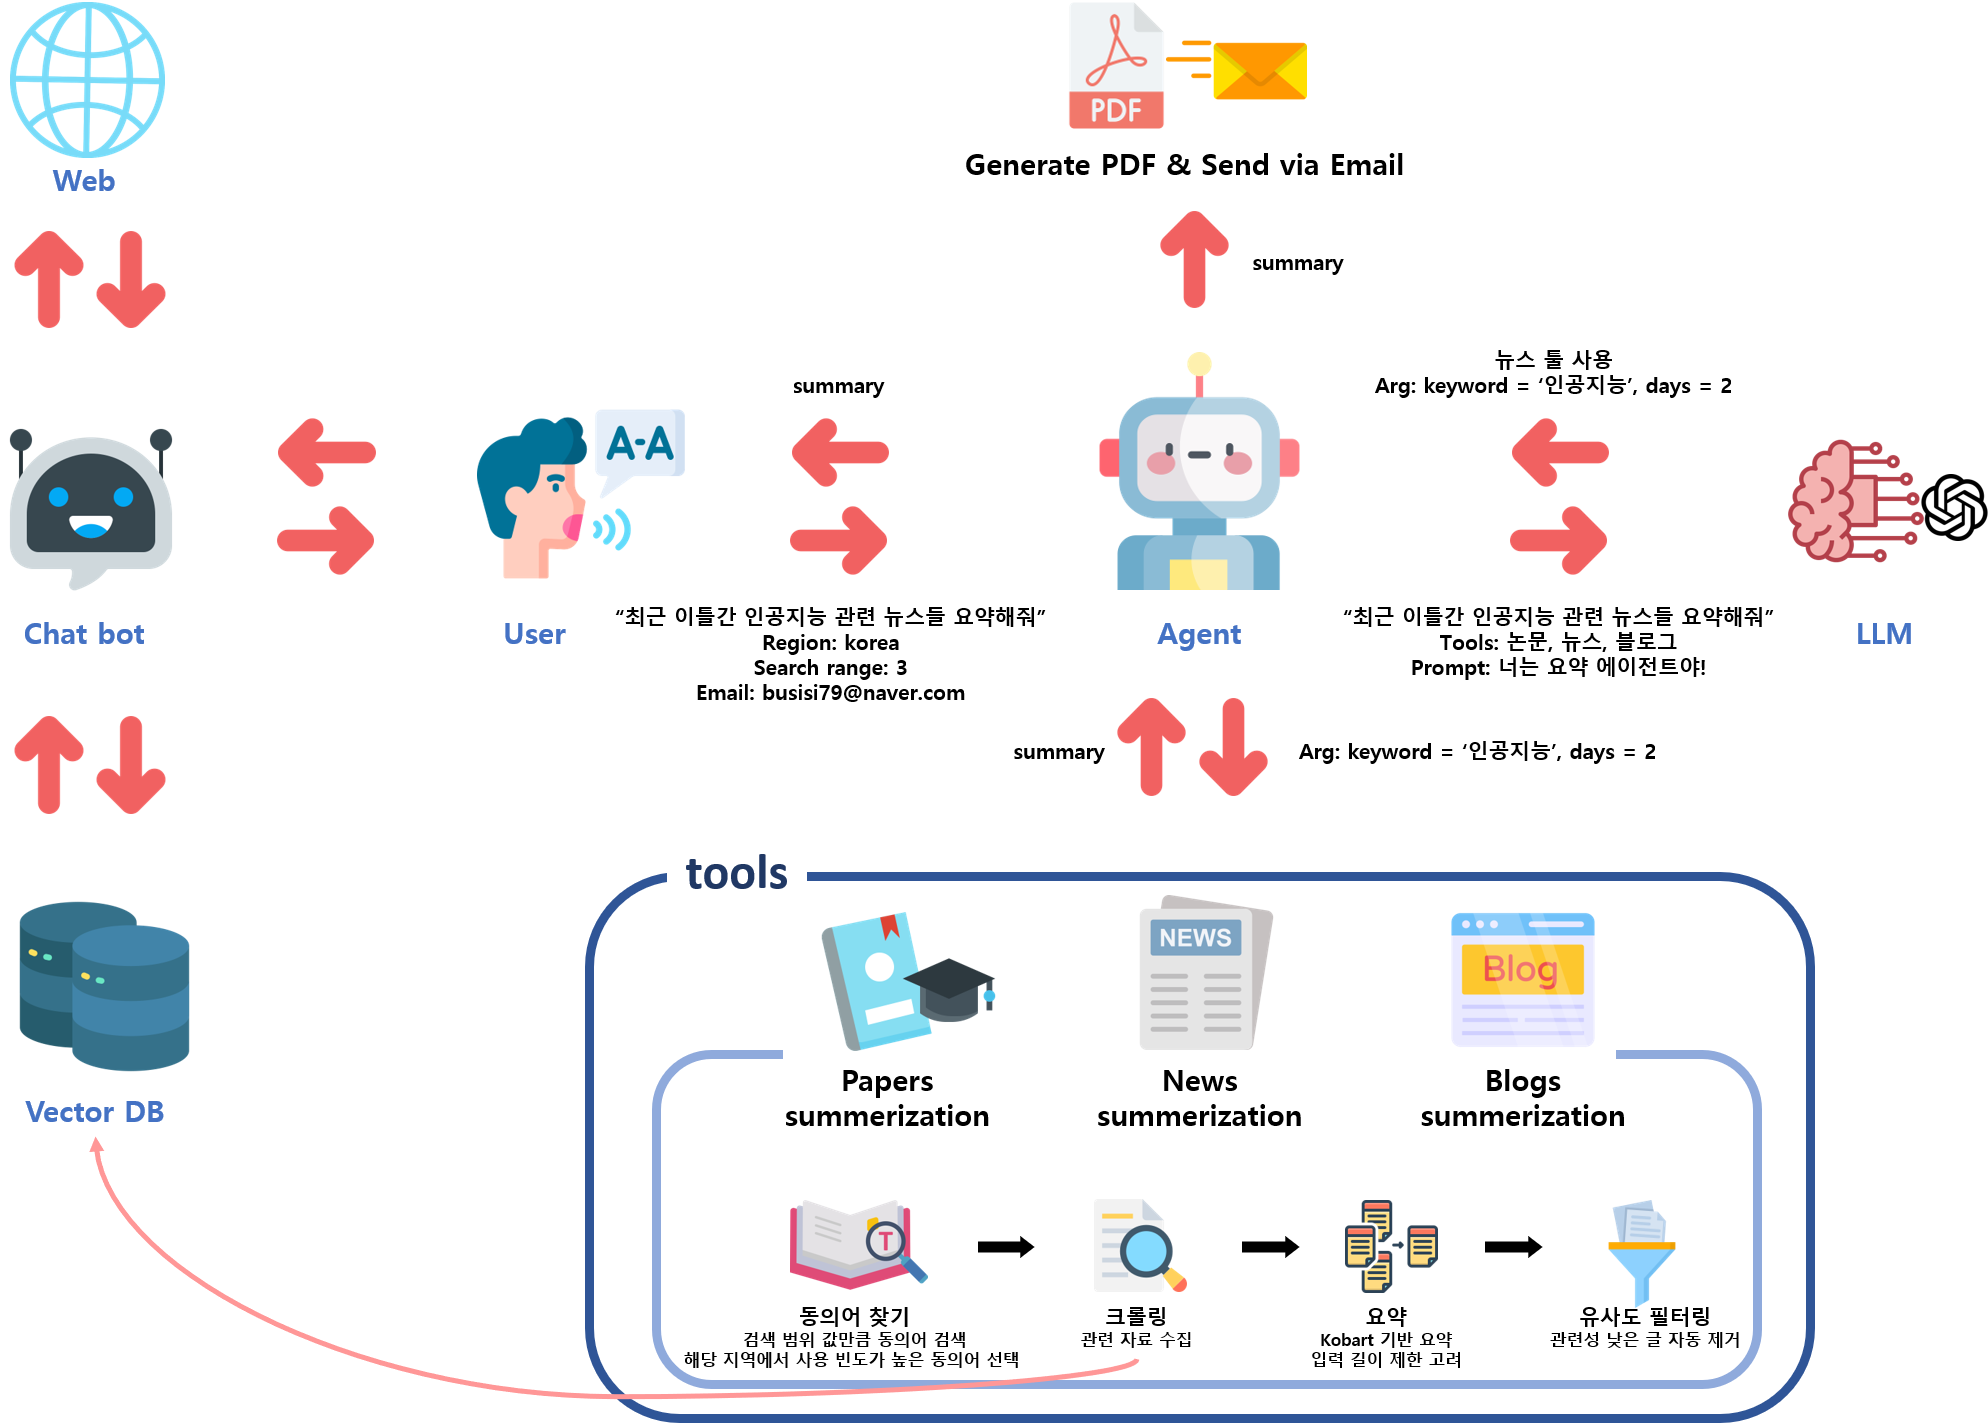 Web
PDF
Generate PDF & Send via Email
summary
summary
뉴스 툴 사용
Arg: keyword = ‘인공지능’, days = 2
A-A
Chat bot
User
“최근 이틀간 인공지능 관련 뉴스들 요약해줘”
Region: korea
Search range: 3
Email: busisi79@naver.com
Agent
“최근 이틀간 인공지능 관련 뉴스들 요약해줘”
Tools: 논문, 뉴스, 블로그
Prompt: 너는 요약 에이전트야!
LLM
summary
Arg: keyword = ‘인공지능’, days = 2
tools
NEWS
Blog
Vector DB
Papers
summerization
News
summerization
Blogs
summerization
T
동의어 찾기
검색 범위 값만큼 동의어 검색
해당 지역에서 사용 빈도가 높은 동의어 선택
크롤링
관련 자료 수집
요약
Kobart 기반 요약
입력 길이 제한 고려
유사도 필터링
관련성 낮은 글 자동 제거